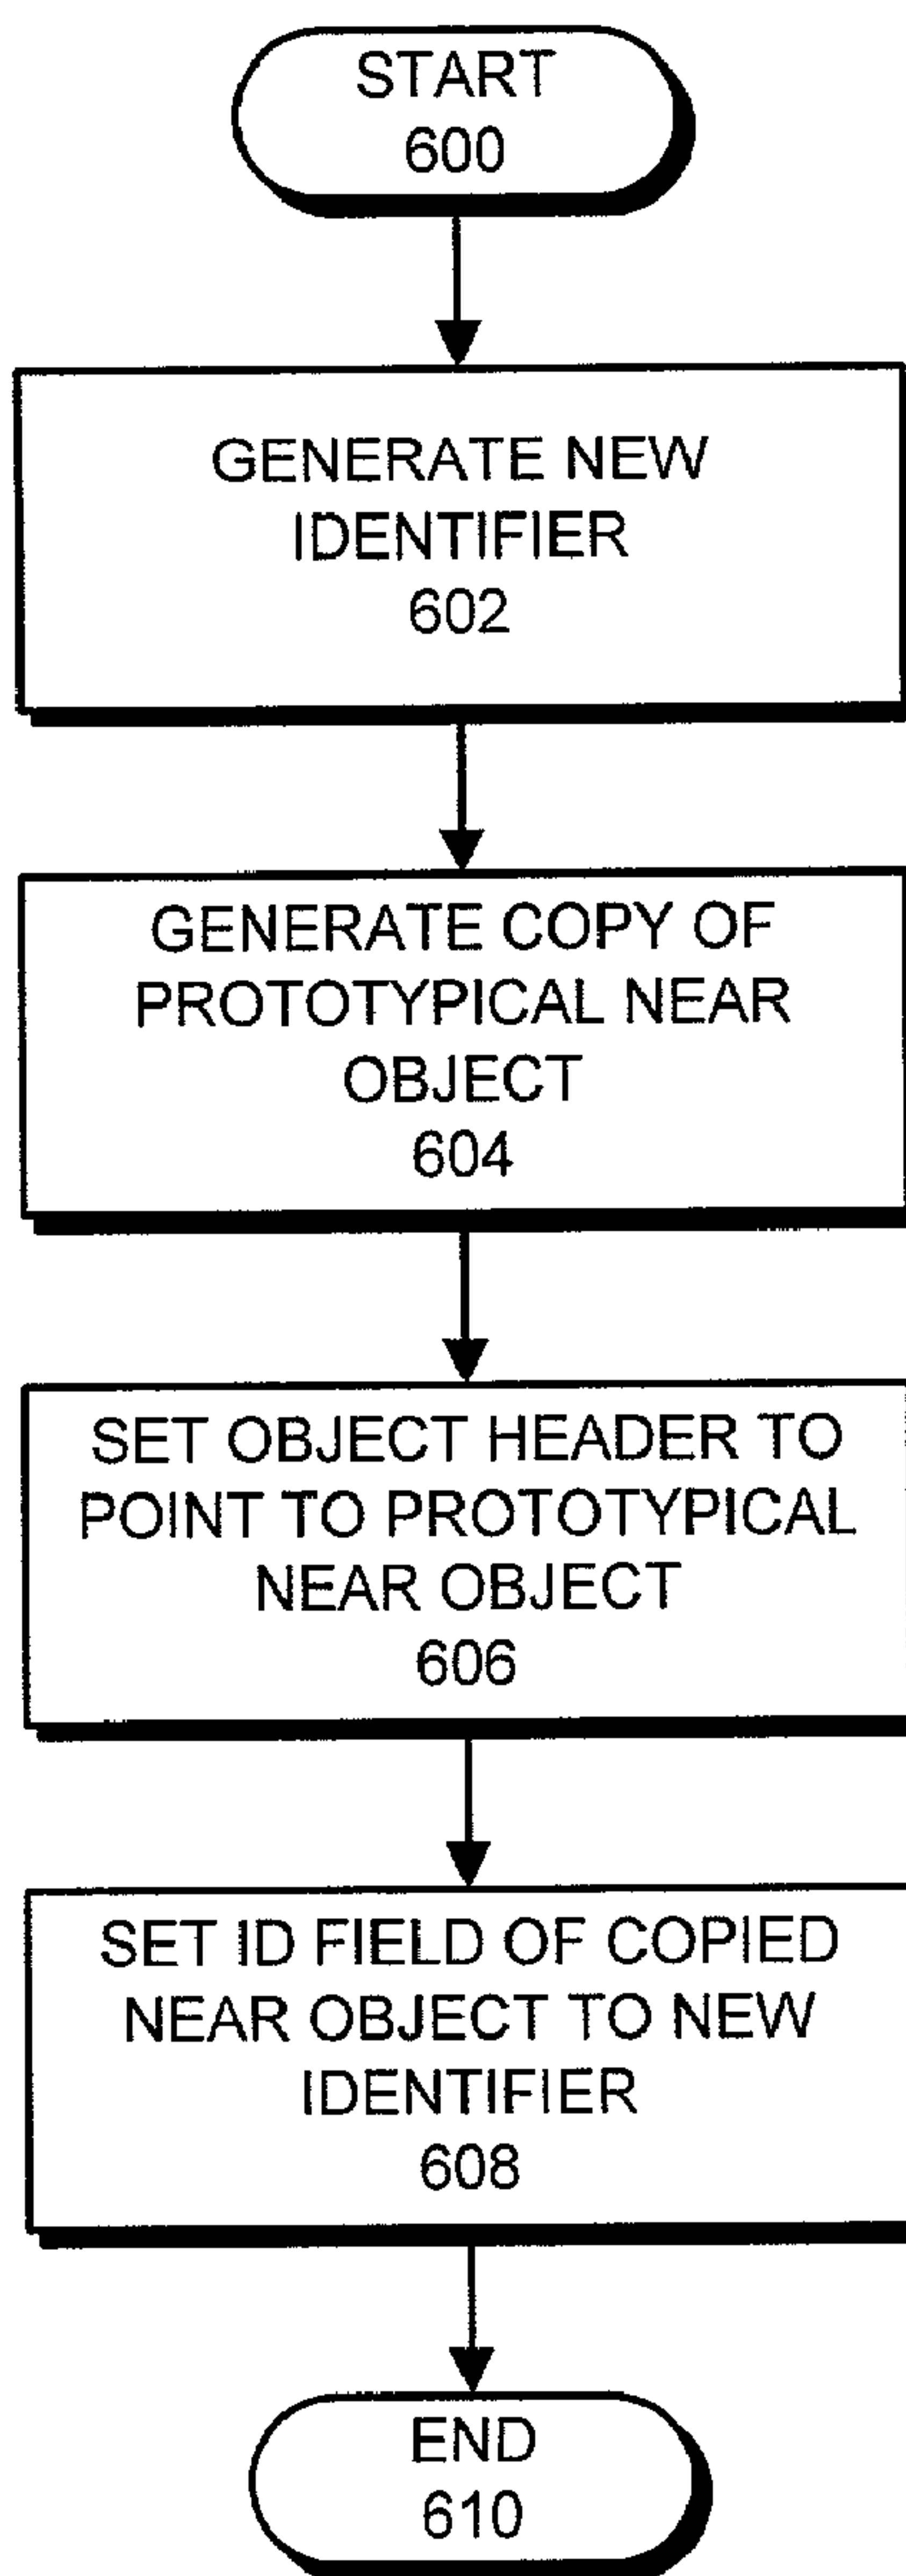 START
600
GENERATE NEW
IDENTIFIER
602
GENERATE COPY OF
PROTOTYPICAL NEAR
OBJECT
604
SET OBJECT HEADER TO
POINT TO PROTOTYPICAL
NEAR OBJECT
606
SET ID FIELD OF COPIED
NEAR OBJECT TO NEW
IDENTIFIER
608
END
610